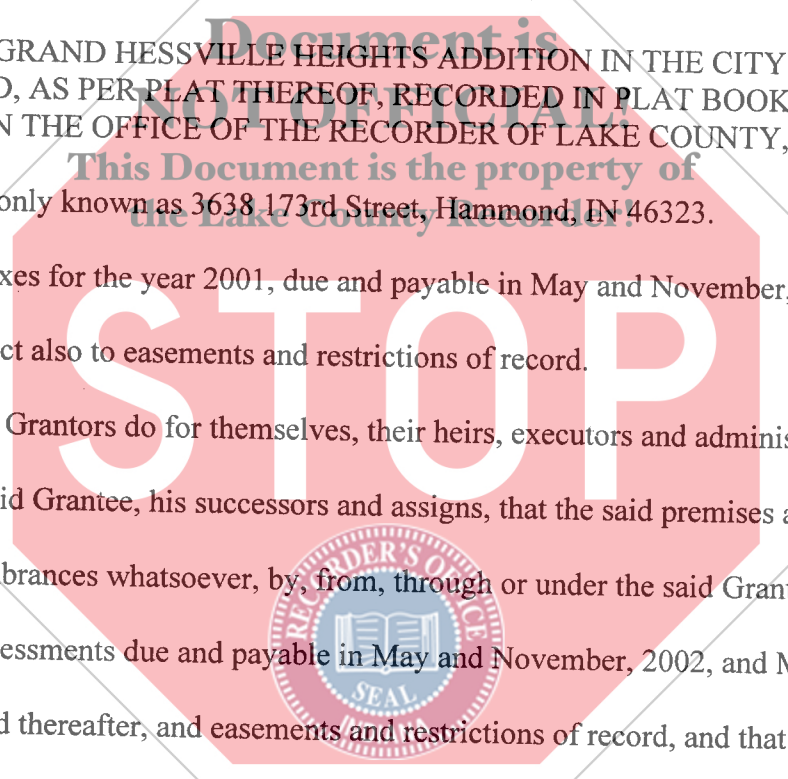 Document is
GRAND HESSVILLE HEIGHTS ADDITION IN THE CITY
D, AS PER PLAT THEREOF, RECORDED IN PLAT BOOK
NOT OFFICIAL!
N THE OFFICE OF THE RECORDER OF LAKE COUNTY,
This Document is the property of
the Lake County Recorder!
only known as 3638 173rd Street, Hammond, IN 46323.
xes for the year 2001, due and payable in May and November,
STOP
ct also to easements and restrictions of record.
Grantors do for themselves, their heirs, executors and adminis
id Grantee, his successors and assigns, that the said premises a
brances whatsoever, by, from, through or under the said Grant
RECORDER'S OFFICE
essments due and payable in May and November, 2002, and M
SEAL
INDIANA
d thereafter, and easements and restrictions of record, and that